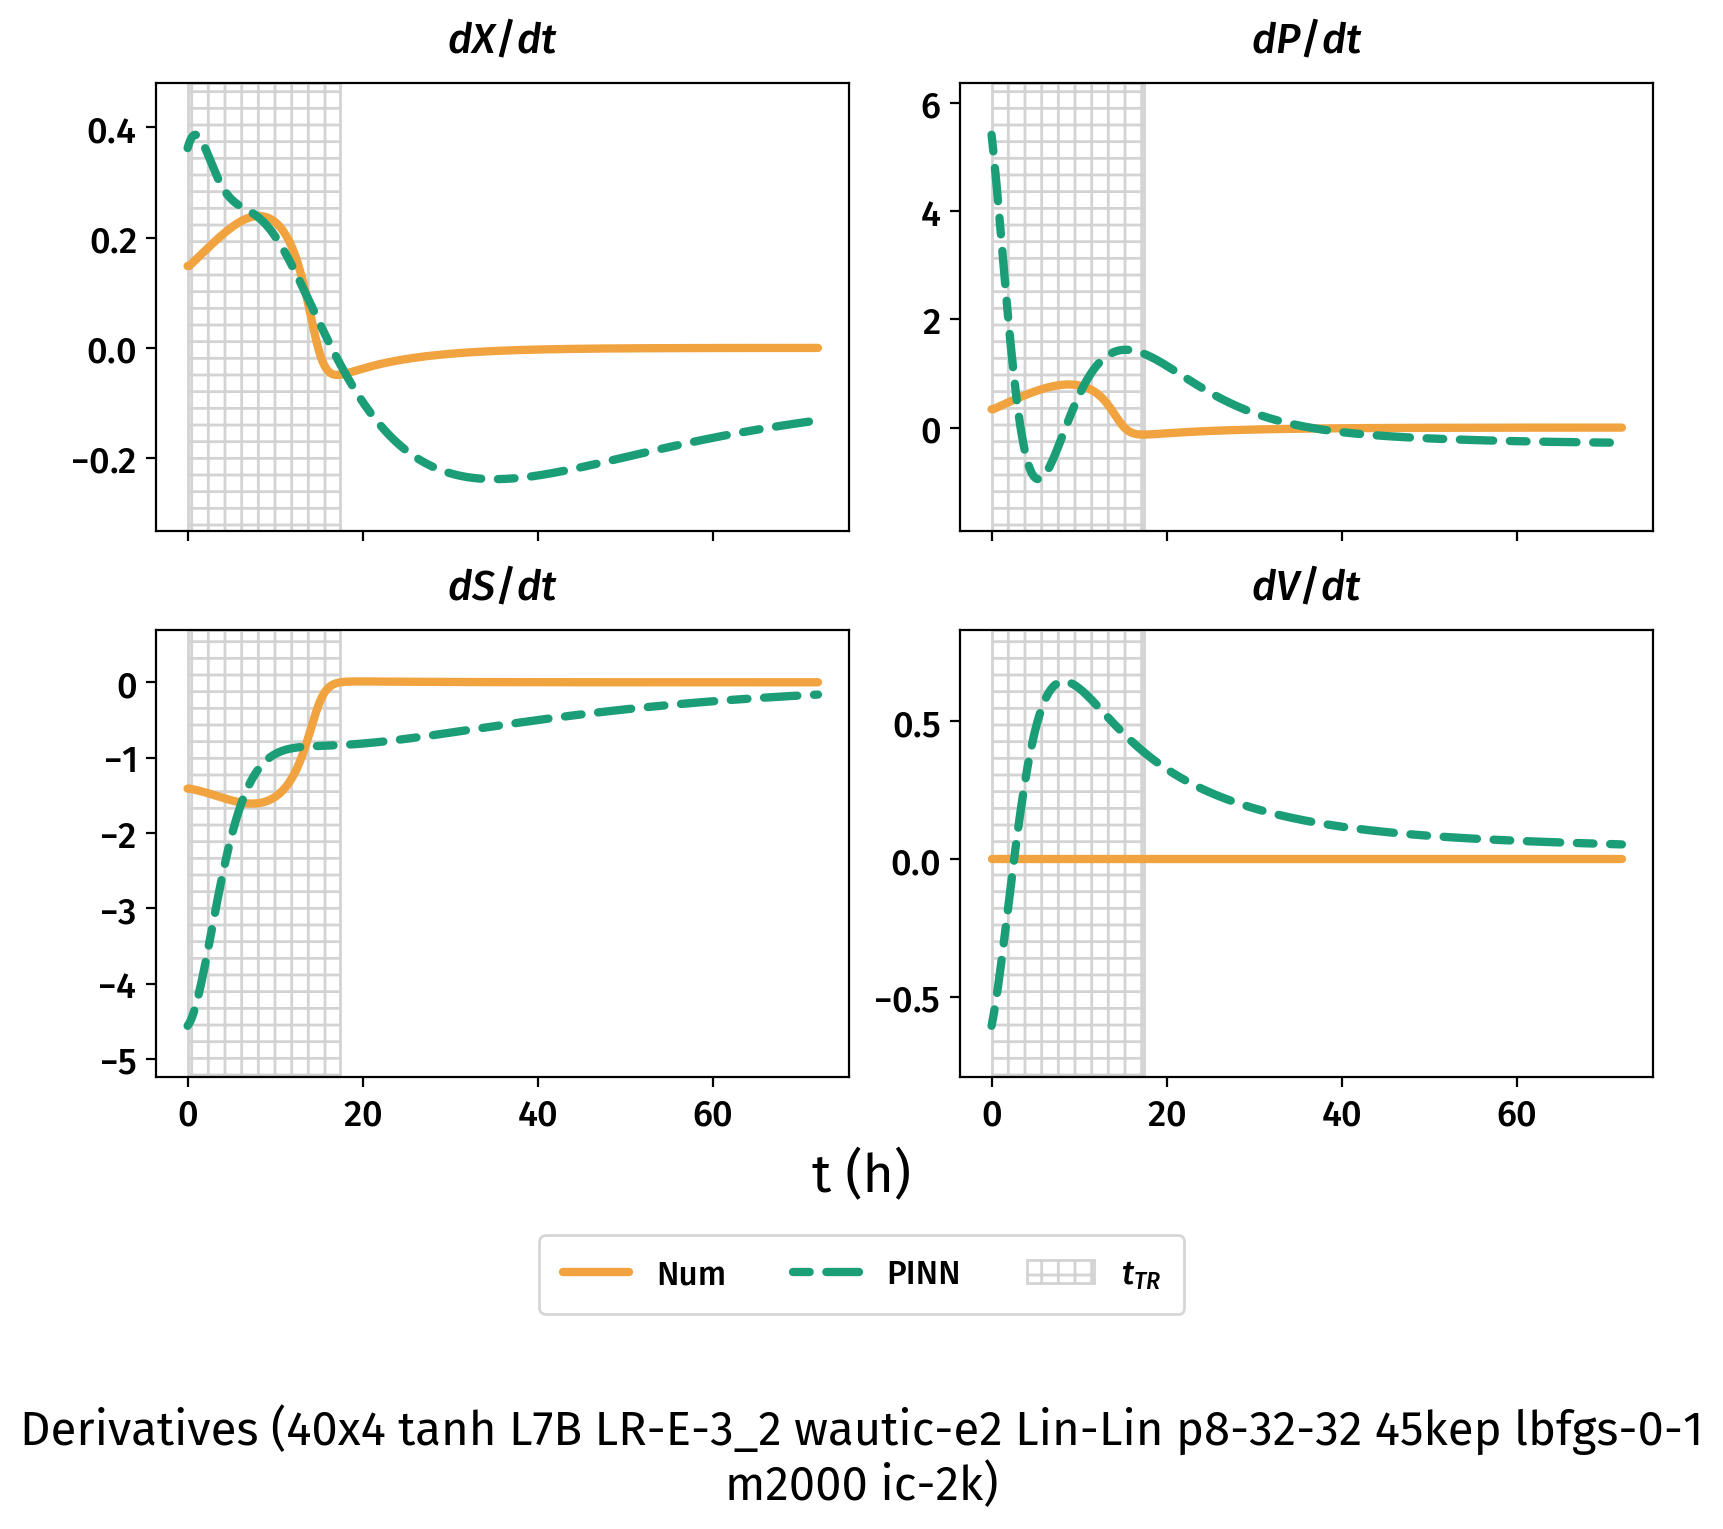 dX/dt
dP/dt
0.4
0.2
0.0
−0.2
6
4
2
0
dS/dt
dV/dt
0
−1
−2
−3
−4
−5
0.5
0.0
−0.5
0 20 40 60
0 20 40 60
t (h)
Num PINN tTR
Derivatives (40x4 tanh L7B LR-E-3_2 wautic-e2 Lin-Lin p8-32-32 45kep lbfgs-0-1
m2000 ic-2k)